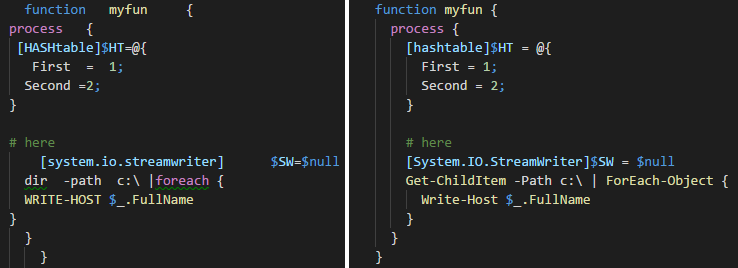 function   myfun     {
process   {
[HASHtable]$HT=@{
First  =  1;
Second =2;
}
# here
[system.io.streamwriter]      $SW=$null
dir  -path  c:\ |foreach {
WRITE-HOST $_.FullName
}
}
}
function myfun {
process {
[hashtable]$HT = @{
First = 1;
Second = 2;
}
# here
[System.IO.StreamWriter]$SW = $null
Get-ChildItem -Path c:\ | ForEach-Object {
Write-Host $_.FullName
}
}
}